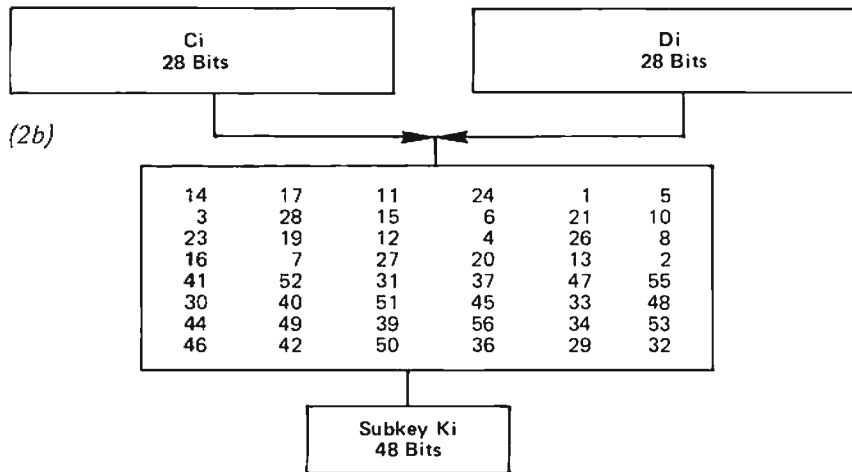 Ci
28 Bits
Di
28 Bits
(2b)
14 17 11 24 1 5
3 28 15 6 21 10
23 19 12 4 26 8
16 7 27 20 13 2
41 52 31 37 47 55
30 40 51 45 33 48
44 49 39 56 34 53
46 42 50 36 29 32
Subkey Ki
48 Bits